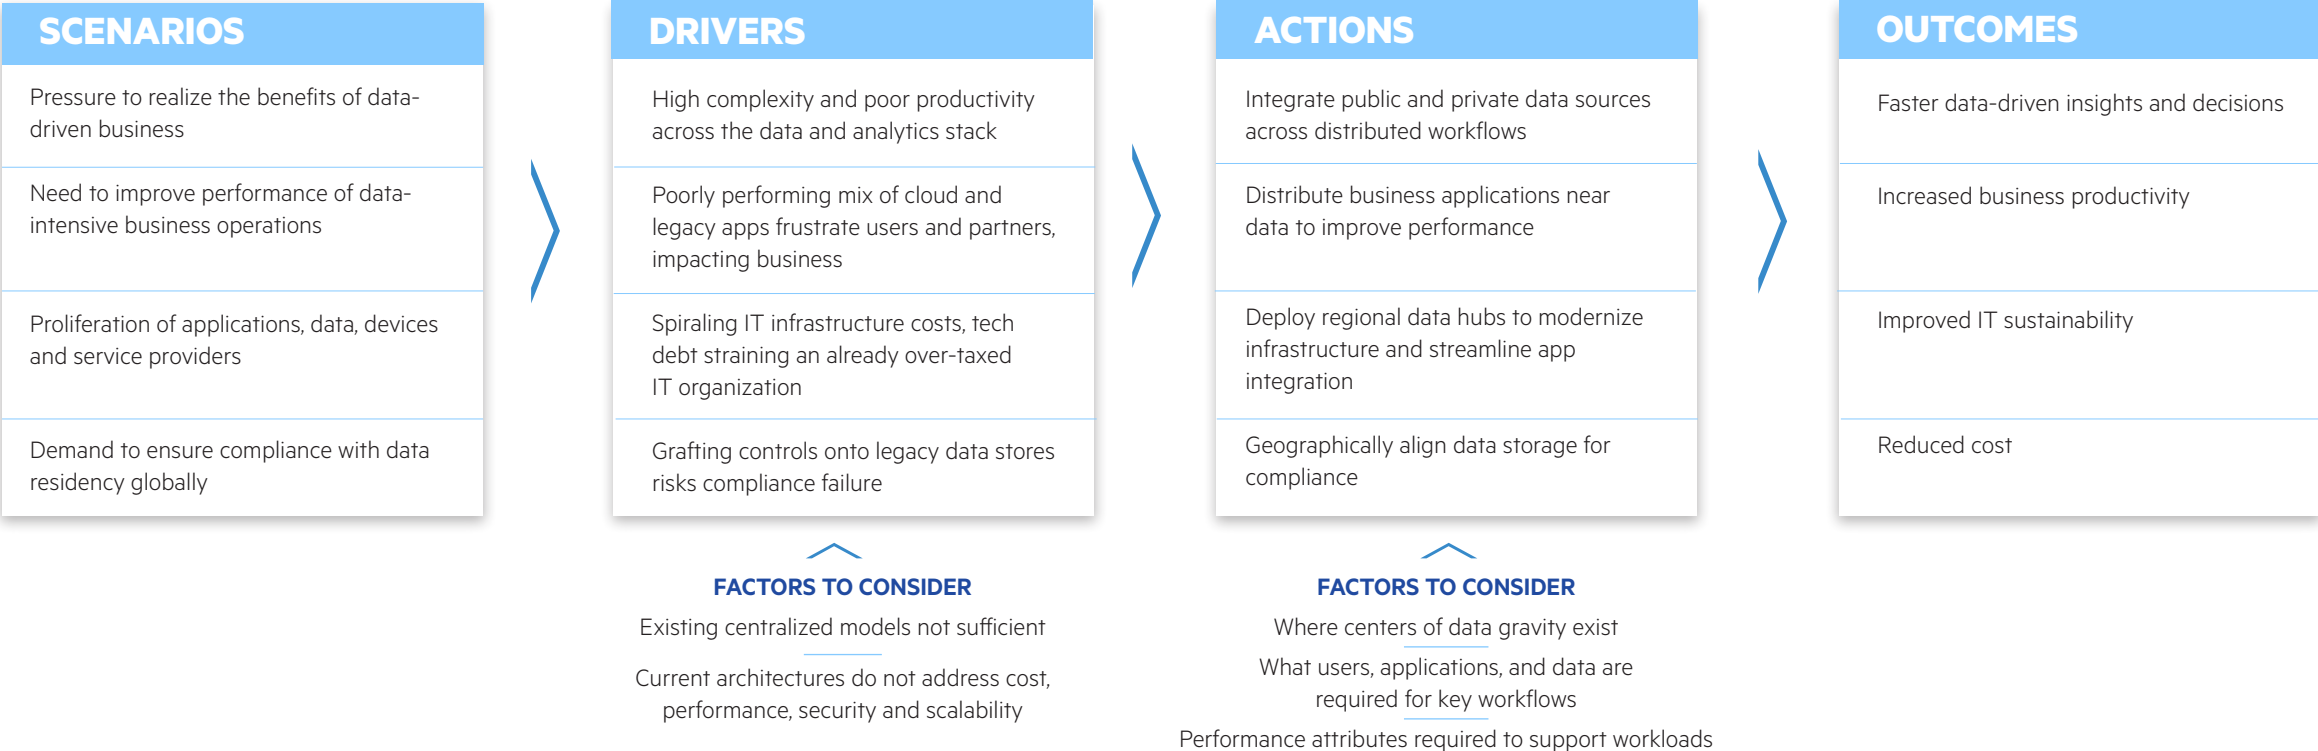 SCENARIOS
Pressure to realize the benefits of data-
driven business
Need to improve performance of data-
intensive business operations
Proliferation of applications, data, devices
and service providers
Demand to ensure compliance with data
residency globally
DRIVERS
High complexity and poor productivity
across the data and analytics stack
Poorly performing mix of cloud and
legacy apps frustrate users and partners,
impacting business
Spiraling IT infrastructure costs, tech
debt straining an already over-taxed
IT organization
Grafting controls onto legacy data stores
risks compliance failure
FACTORS TO CONSIDER
Existing centralized models not sufficient
Current architectures do not address cost,
performance, security and scalability
ACTIONS
Integrate public and private data sources
across distributed workflows
Distribute business applications near
data to improve performance
Deploy regional data hubs to modernize
infrastructure and streamline app
integration
Geographically align data storage for
compliance
FACTORS TO CONSIDER
Where centers of data gravity exist
What users, applications, and data are
required for key workflows
Performance attributes required to support workloads
OUTCOMES
Faster data-driven insights and decisions
Increased business productivity
Improved IT sustainability
Reduced cost